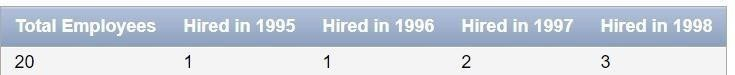 Total Employees Hired in 1995 Hired in 1996 Hired in 1997 Hired in 1998
20 1 1 2 3